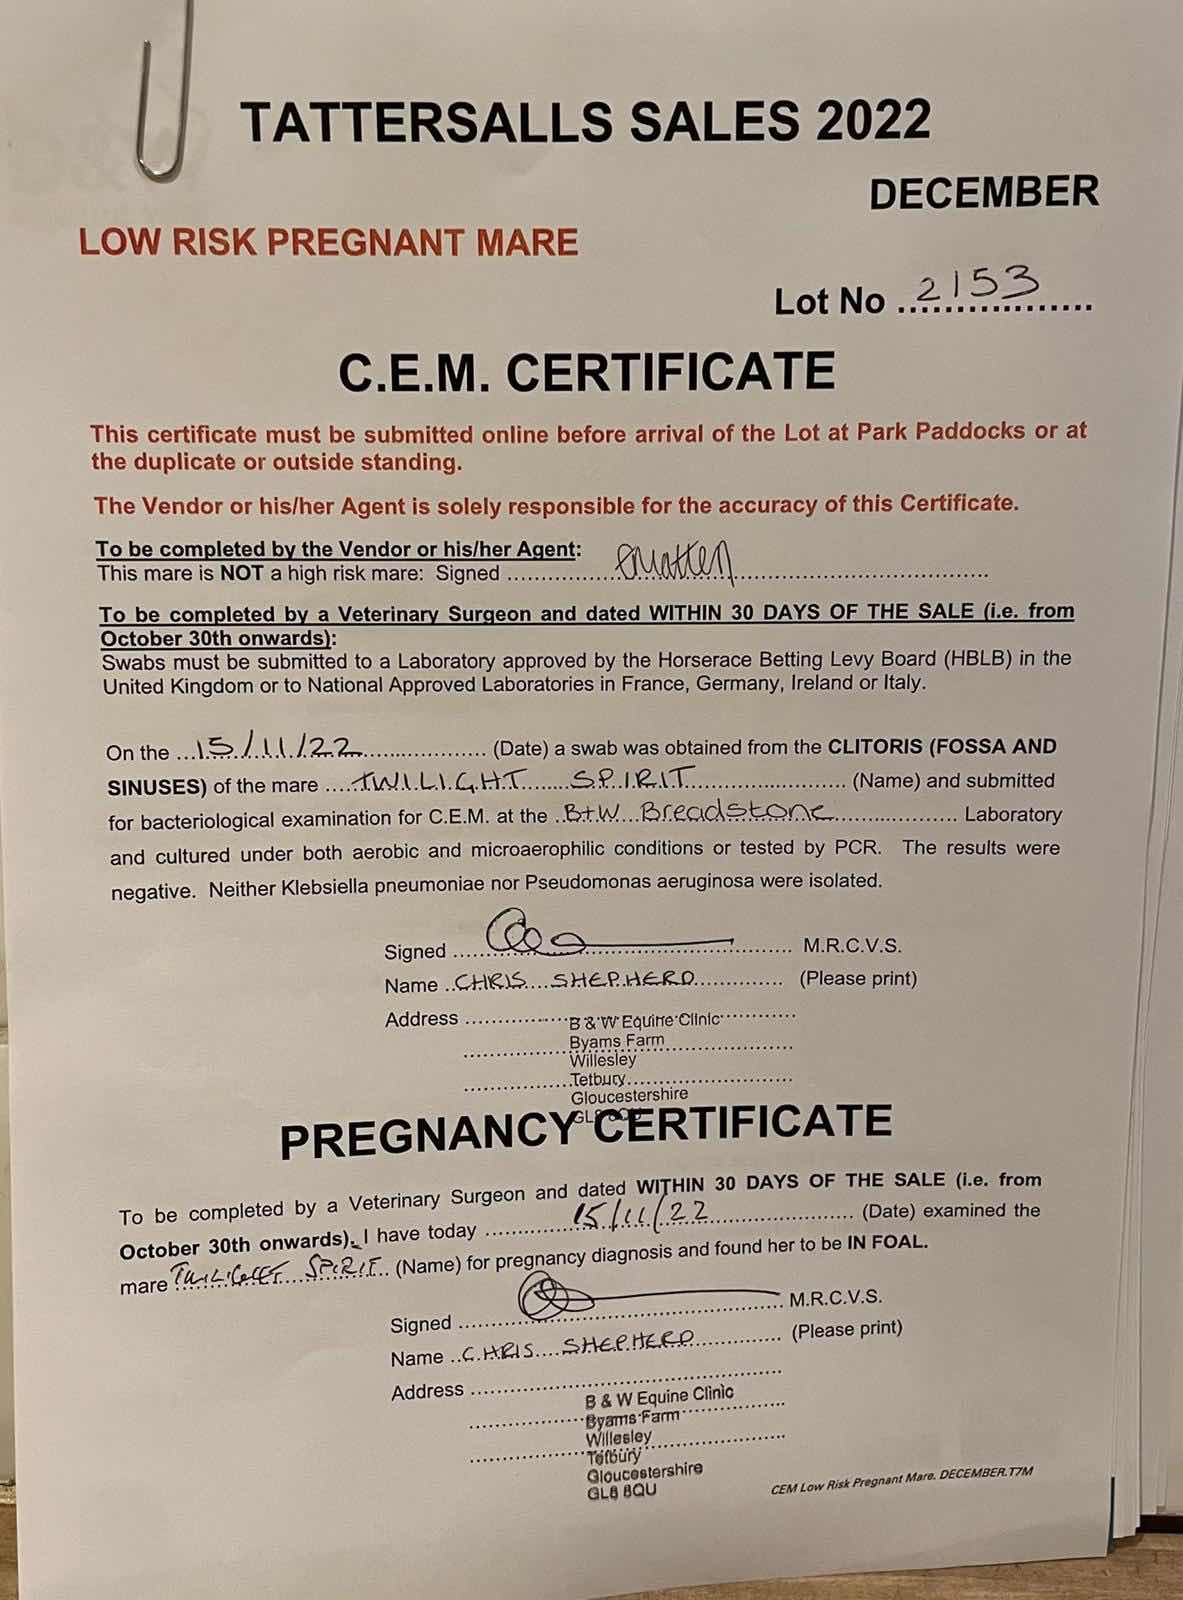 TATTERSALLS SALES 2022
DECEMBER
LOW RISK PREGNANT MARE
Lot No 2153
C.E.M. CERTIFICATE
This certificate must be submitted online before arrival of the Lot at Park Paddocks or at
the duplicate or outside standing.
The Vendor or his/her Agent is solely responsible for the accuracy of this Certificate.
To be completed by the Vendor or his/her Agent:
This mare is NOT a high risk mare: Signed
To be completed by a Veterinary Surgeon and dated WITHIN 30 DAYS OF THE SALE (i.e. from
October 30th onwards):
Swabs must be submitted to a Laboratory approved by the Horserace Betting Levy Board (HBLB) in the
United Kingdom or to National Approved Laboratories in France, Germany, Ireland or Italy.
On the 15/11/22 (Date) a swab was obtained from the CLITORIS (FOSSA AND
SINUSES) of the mare TWILIGHT SPIRIT (Name) and submitted
for bacteriological examination for C.E.M. at the B+W Breadstone Laboratory
and cultured under both aerobic and microaerophilic conditions or tested by PCR. The results were
negative. Neither Klebsiella pneumoniae nor Pseudomonas aeruginosa were isolated.
Signed M.R.C.V.S.
Name CHRIS SHEPHERD (Please print)
Address B & W Equine Clinic
Byams Farm
Willesley
Tetbury
Gloucestershire
GL8 8QU
PREGNANCY CERTIFICATE
To be completed by a Veterinary Surgeon and dated WITHIN 30 DAYS OF THE SALE (i.e. from
October 30th onwards). I have today 15/11/22 (Date) examined the
mare TWILIGHT SPIRIT (Name) for pregnancy diagnosis and found her to be IN FOAL.
Signed M.R.C.V.S.
Name CHRIS SHEPHERD (Please print)
Address
B & W Equine Clinic
Byams Farm
Willesley
Tetbury
Gloucestershire
GL8 8QU
CEM Low Risk Pregnant Mare. DECEMBER.T7M